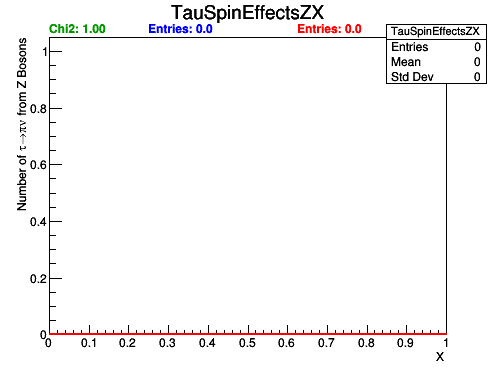 TauSpinEffectsZX
Chi2: 1.00 Entries: 0.0 Entries: 0.0
TauSpinEffectsZX
Entries 0
Mean 0
Std Dev 0
Number of τ→πν from Z Bosons
1
0.8
0.6
0.4
0.2
0
0 0.1 0.2 0.3 0.4 0.5 0.6 0.7 0.8 0.9 1
X